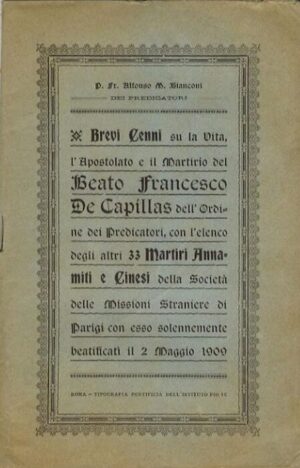 P. Fr. Alfonso M. Bianconi
DEI PREDICATORI
Brevi Cenni su la Vita,
l'Apostolato e il Martirio del
Beato Francesco
De Capillas dell'Ordi-
ne dei Predicatori, con l'elenco
degli altri 33 Martiri Anna-
miti e Cinesi della Società
delle Missioni Straniere di
Parigi con esso solennemente
beatificati il 2 Maggio 1909
ROMA - TIPOGRAFIA PONTIFICIA DELL'ISTITUTO PIO IX